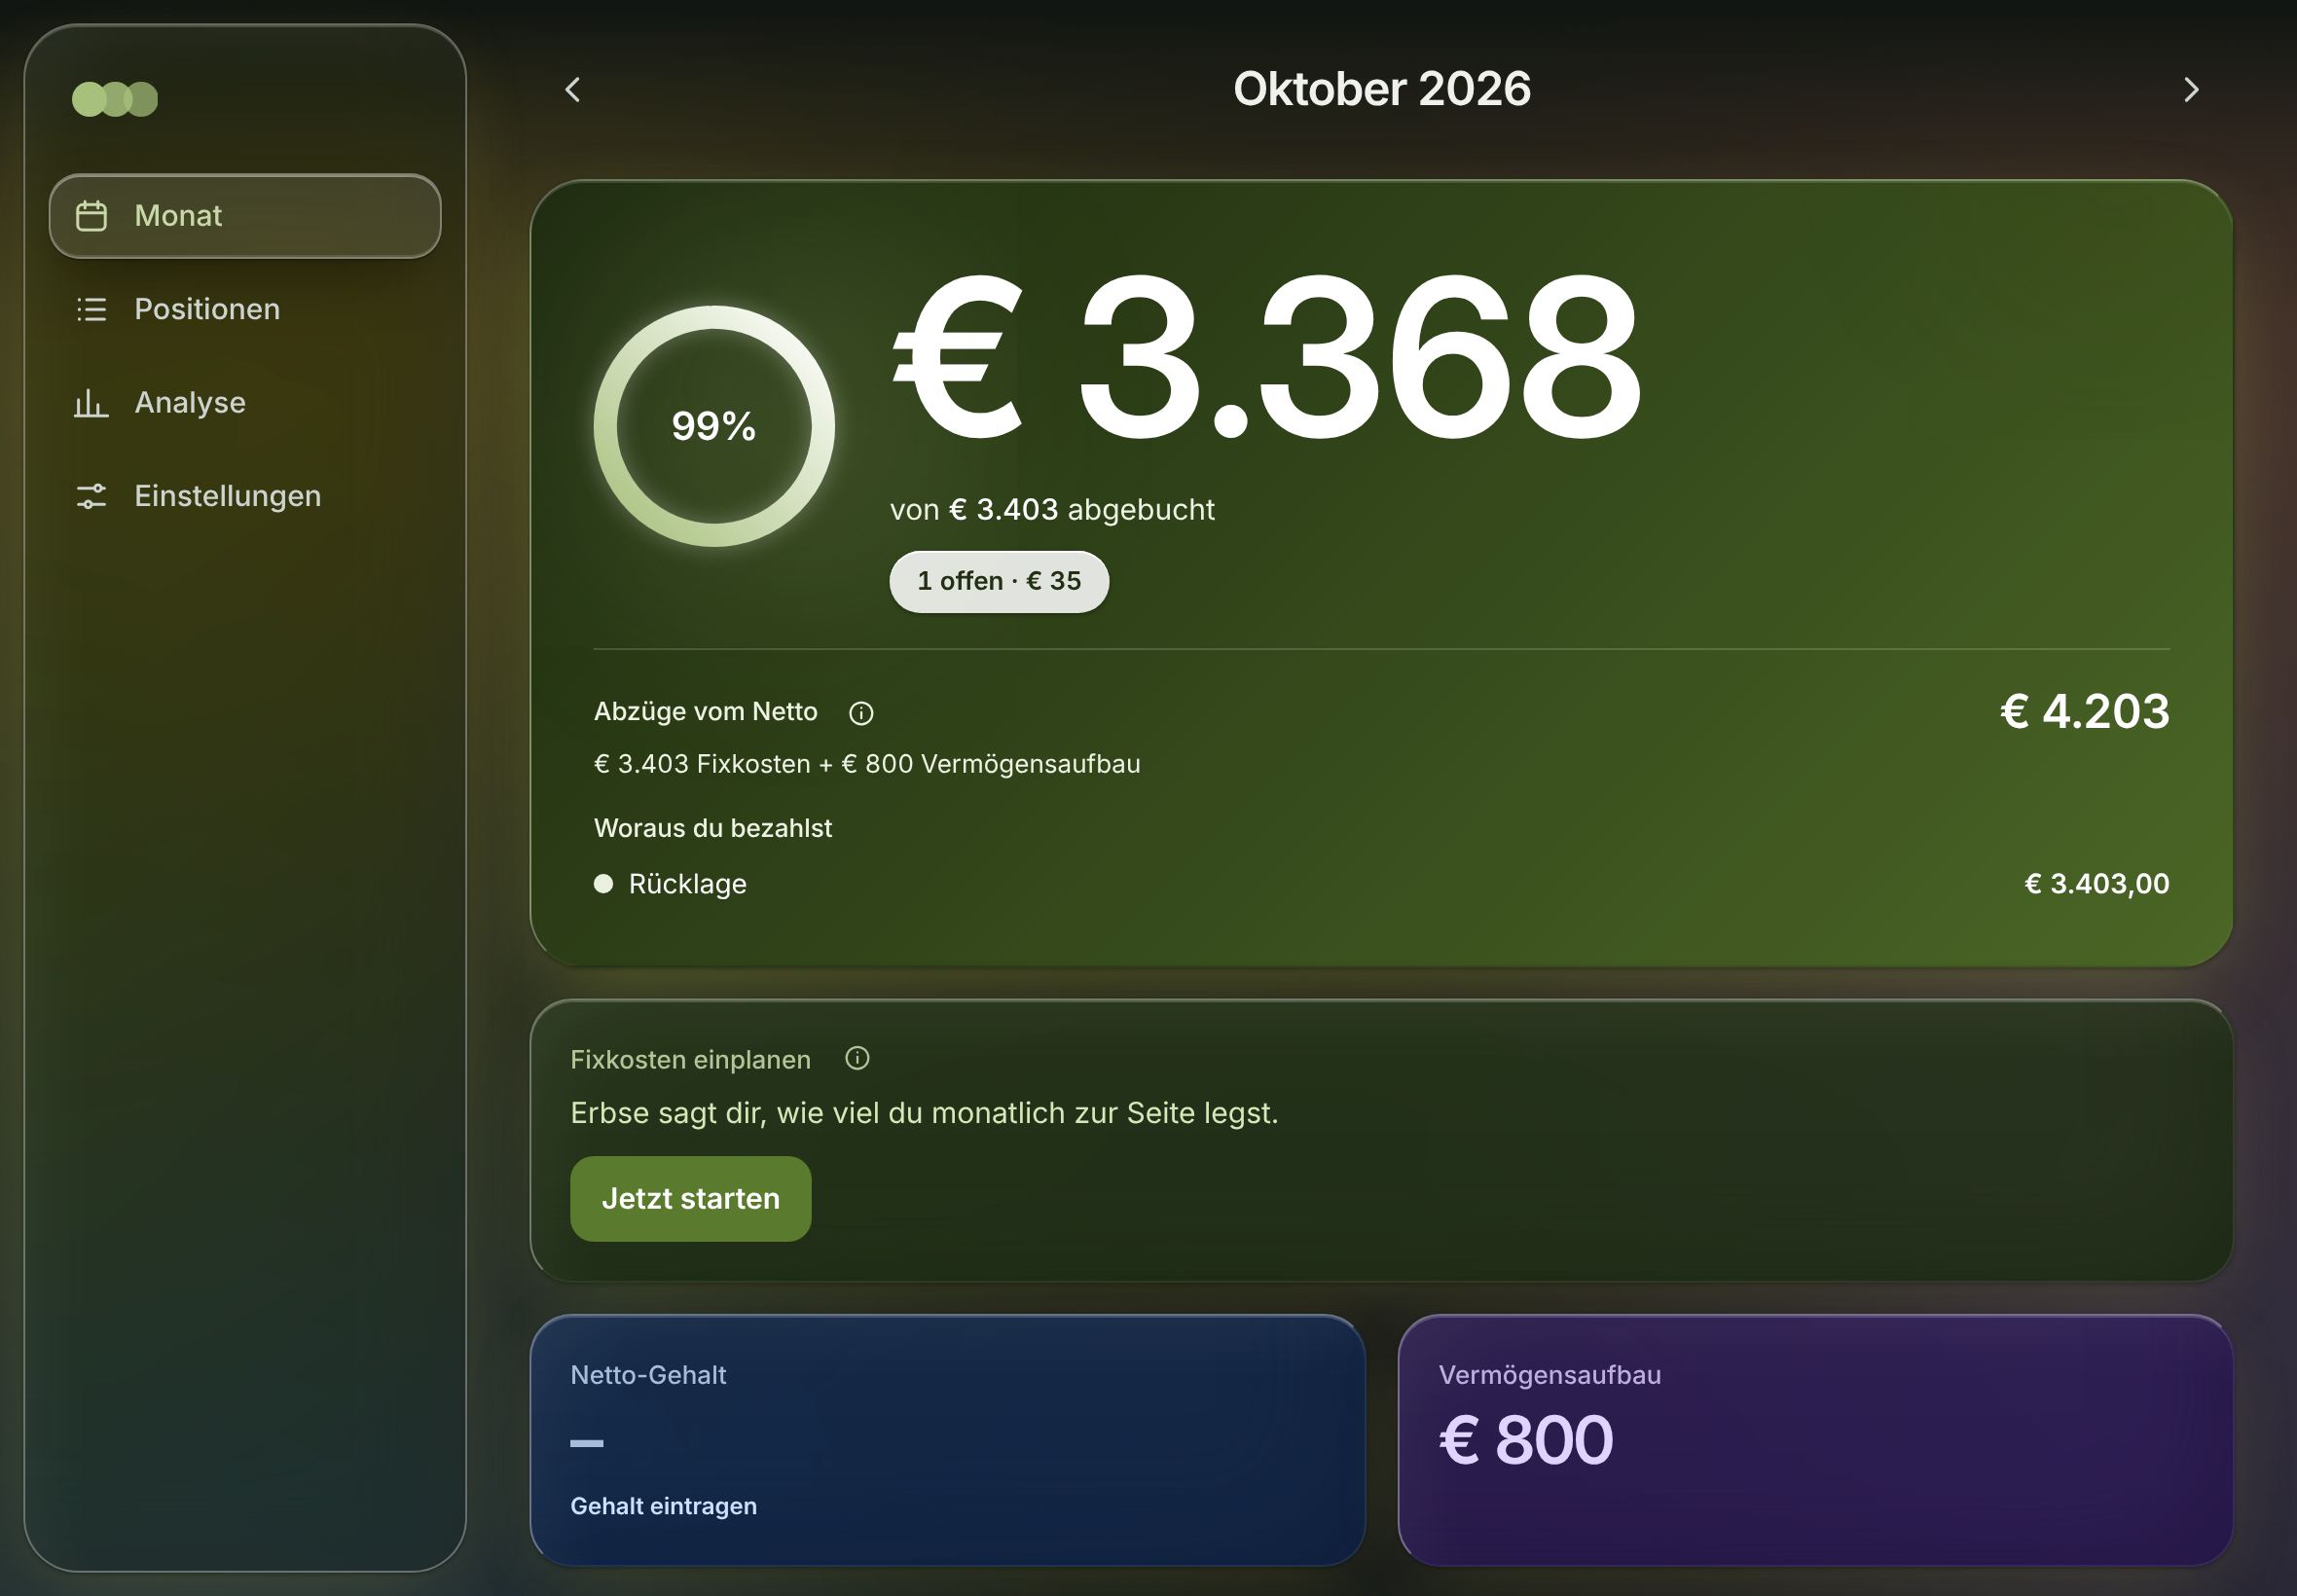 Oktober 2026
Monat
Positionen
Analyse
Einstellungen
99%
€ 3.368
von € 3.403 abgebucht
1 offen · € 35
Abzüge vom Netto
€ 4.203
€ 3.403 Fixkosten + € 800 Vermögensaufbau
Woraus du bezahlst
Rücklage
€ 3.403,00
Fixkosten einplanen
Erbse sagt dir, wie viel du monatlich zur Seite legst.
Jetzt starten
Netto-Gehalt
–
Gehalt eintragen
Vermögensaufbau
€ 800